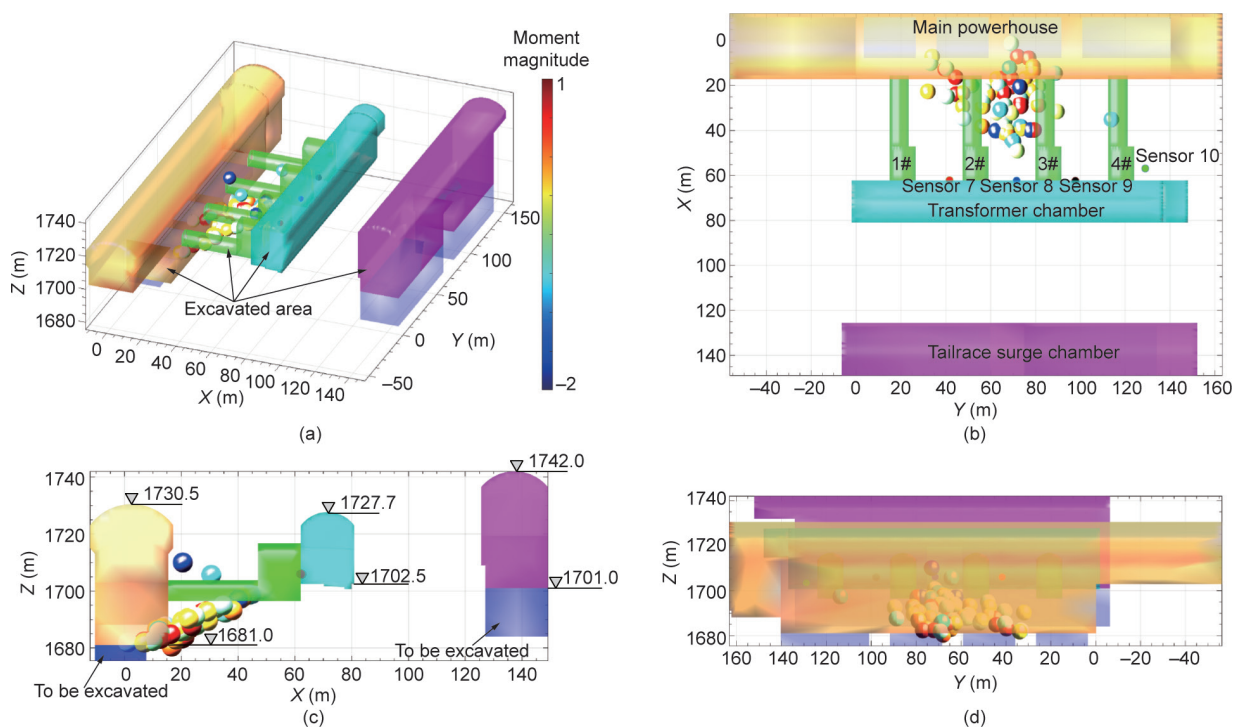 Moment
magnitude
1
−2
1740
1720
1700
1680
Z (m)
Excavated area
0 20 40 60 80 100 120 140
X (m)
−50
0
50
100
150
Y (m)
(a)
Main powerhouse
0
20
40
60
80
100
120
140
X (m)
1# 2# 3# 4# Sensor 10
Sensor 7 Sensor 8 Sensor 9
Transformer chamber
Tailrace surge chamber
−40 −20 0 20 40 60 80 100 120 140 160
Y (m)
(b)
1740
1720
1700
1680
Z (m)
1730.5
1727.7
1742.0
1702.5
1701.0
1681.0
To be excavated
To be excavated
0 20 40 60 80 100 120 140
X (m)
(c)
1740
1720
1700
1680
Z (m)
160 140 120 100 80 60 40 20 0 −20 −40
Y (m)
(d)